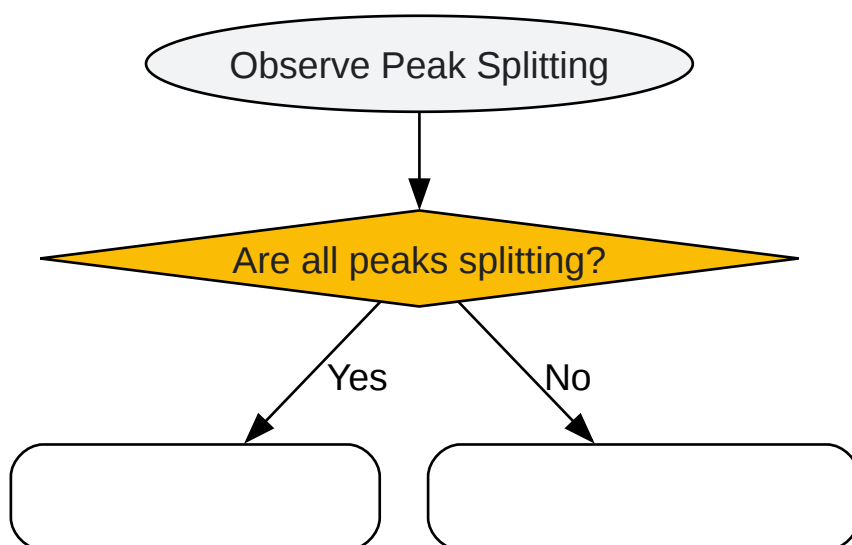 Observe Peak Splitting
Are all peaks splitting?
Yes
No